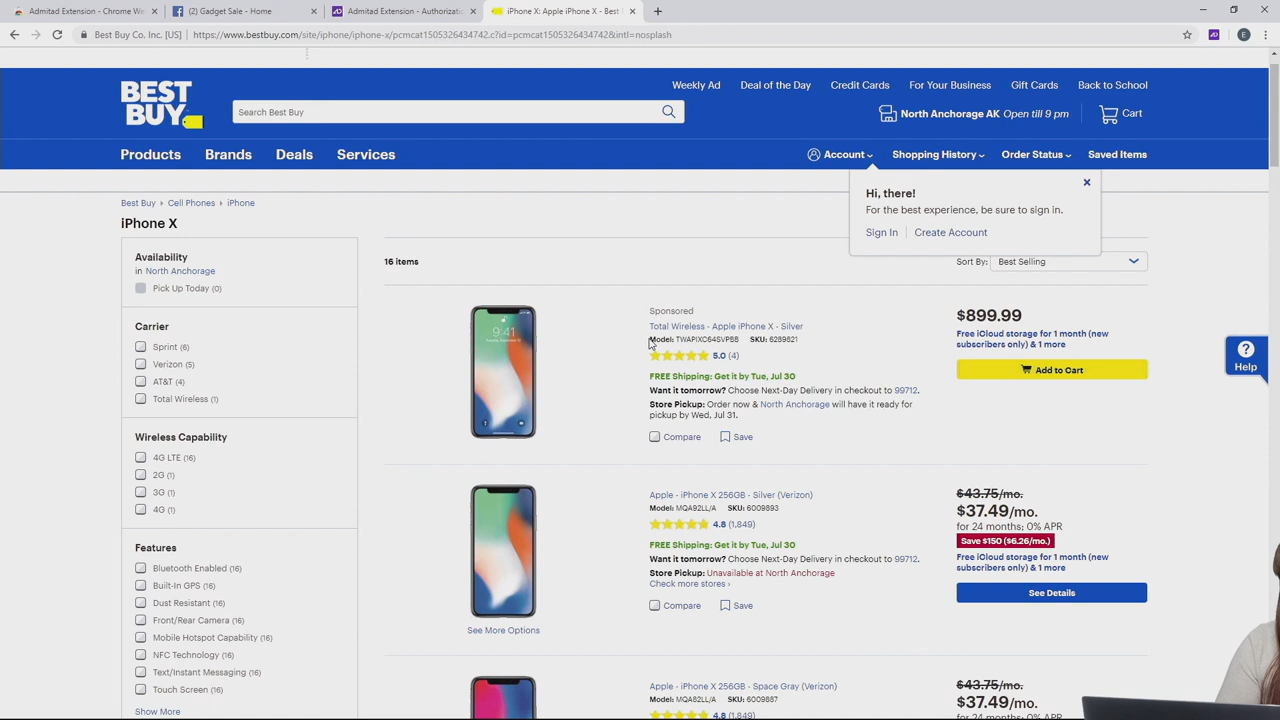 Admitad Extension - Chrome We
(2) Gadget Sale - Home
Admitad Extension - Authorizatio
iPhone X: Apple iPhone X - Best
Best Buy Co, Inc. [US]
https://www.bestbuy.com/site/iphone/iphone-x/pcmcat1505326434742.c?id=pcmcat1505326434742&intl=nosplash
E
BEST
BUY
Weekly Ad
Deal of the Day
Credit Cards
For Your Business
Gift Cards
Back to School
Search Best Buy
North Anchorage AK Open till 9 pm
Cart
Products
Brands
Deals
Services
Account
Shopping History
Order Status
Saved Items
Hi, there!
For the best experience, be sure to sign in.
Sign In
Create Account
Best Buy
Cell Phones
iPhone
iPhone X
Availability
in North Anchorage
Pick Up Today (0)
Carrier
Sprint (6)
Verizon (5)
AT&T (4)
Total Wireless (1)
Wireless Capability
4G LTE (16)
2G (1)
3G (1)
4G (1)
Features
Bluetooth Enabled (16)
Built-In GPS (16)
Dust Resistant (16)
Front/Rear Camera (16)
Mobile Hotspot Capability (16)
NFC Technology (16)
Text/Instant Messaging (16)
Touch Screen (16)
Show More
16 items
Sort By:
Best Selling
9:41
Sponsored
Total Wireless - Apple iPhone X - Silver
Model: TWAPIXC64SVPBB SKU: 6289821
5.0 (4)
FREE Shipping: Get it by Tue, Jul 30
Want it tomorrow? Choose Next-Day Delivery in checkout to 99712.
Store Pickup: Order now & North Anchorage will have it ready for
pickup by Wed, Jul 31.
Compare
Save
$899.99
Free iCloud storage for 1 month (new
subscribers only) & 1 more
Add to Cart
?
Help
See More Options
Apple - iPhone X 256GB - Silver (Verizon)
Model: MQA92LL/A SKU: 6009893
4.8 (1,849)
FREE Shipping: Get it by Tue, Jul 30
Want it tomorrow? Choose Next-Day Delivery in checkout to 99712.
Store Pickup: Unavailable at North Anchorage
Check more stores ›
Compare
Save
$43.75/mo.
$37.49/mo.
for 24 months; 0% APR
Save $150 ($6.26/mo.)
Free iCloud storage for 1 month (new
subscribers only) & 1 more
See Details
Apple - iPhone X 256GB - Space Gray (Verizon)
Model: MQA82LL/A SKU: 6009887
4.8 (1,849)
$43.75/mo.
$37.49/mo.